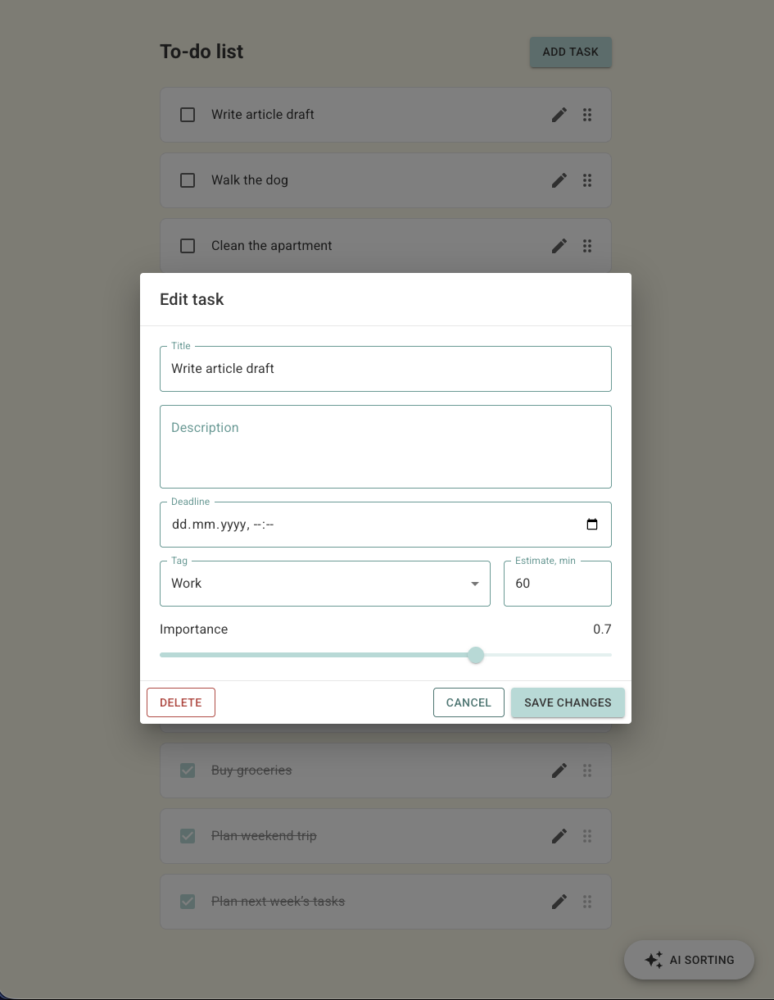 To-do list
ADD TASK
Write article draft
Walk the dog
Clean the apartment
Edit task
Title
Write article draft
Description
Deadline
dd.mm.yyyy, --:--
Tag
Work
Estimate, min
60
Importance
0.7
DELETE
CANCEL
SAVE CHANGES
Buy groceries
Plan weekend trip
Plan next week’s tasks
AI SORTING